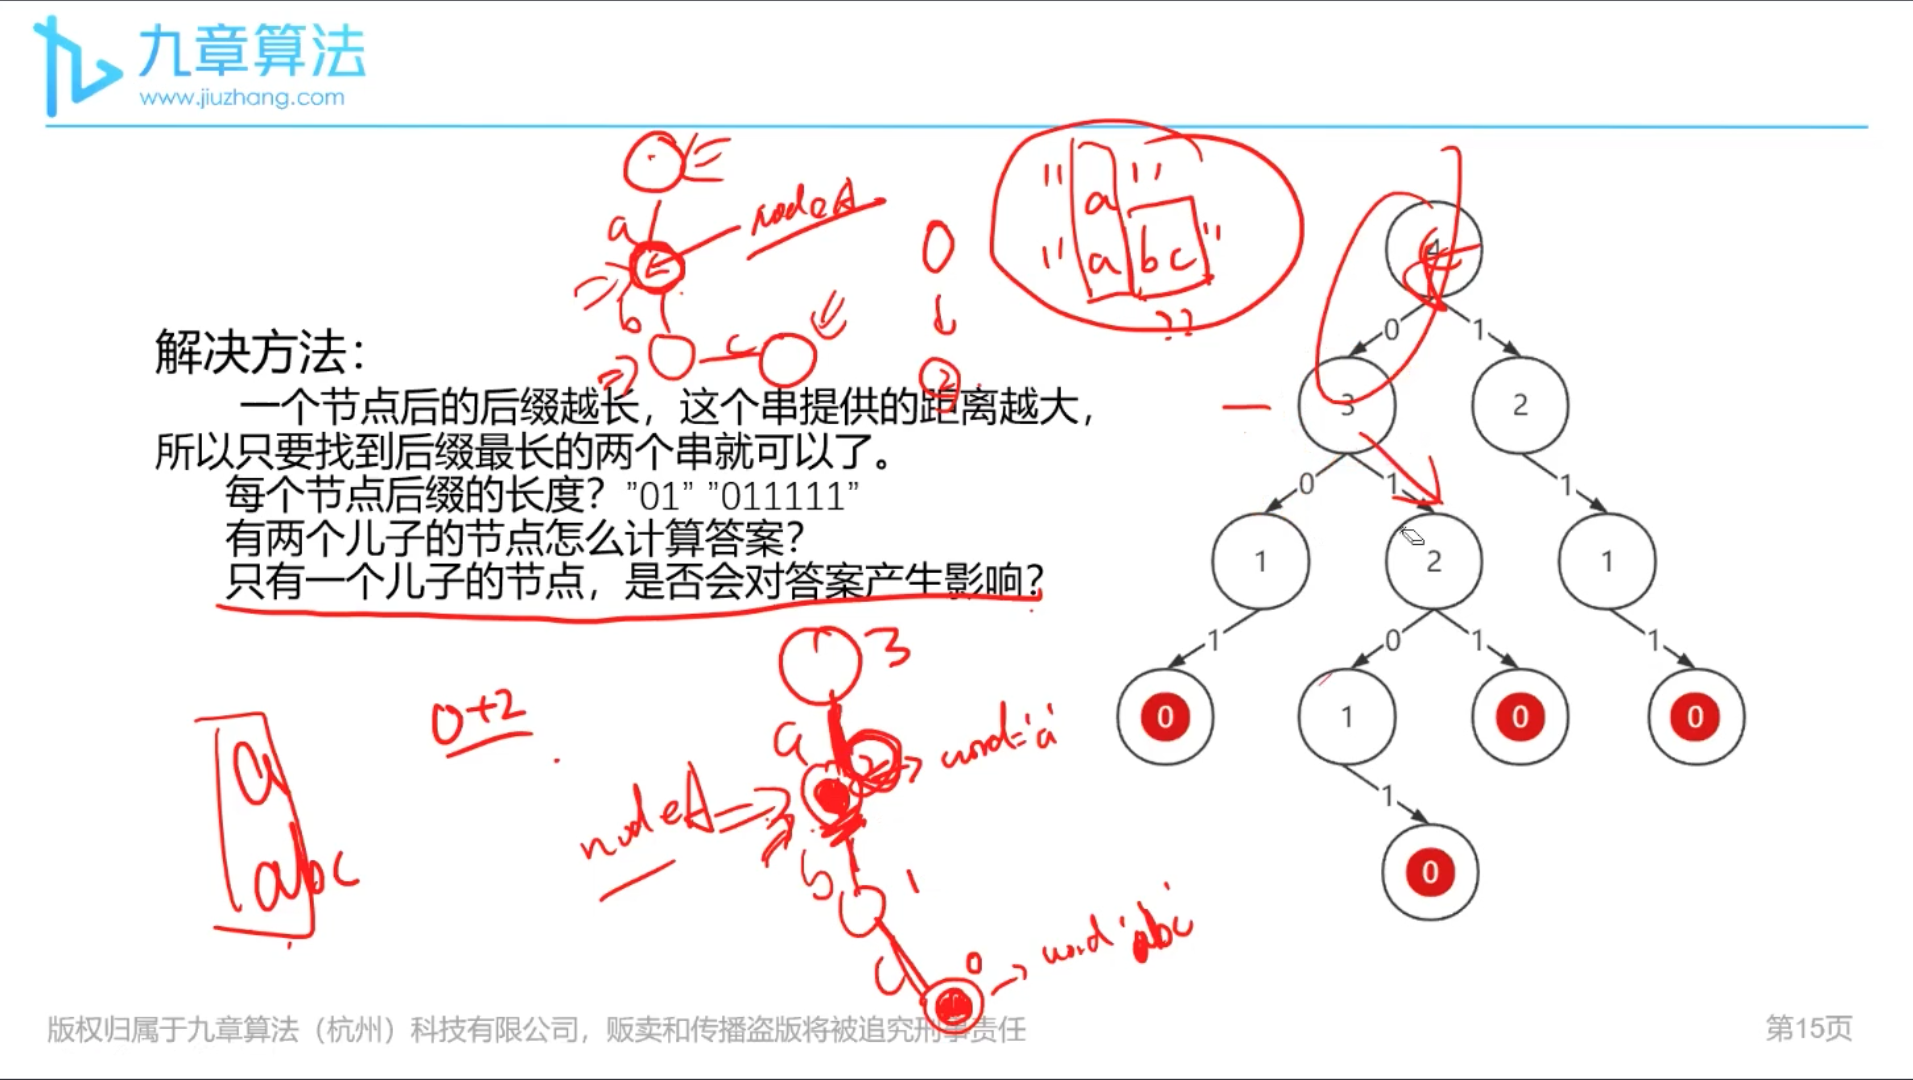 九章算法
www.jiuzhang.com
a
nodeA
b
c
0
2
"a"
"abc"
??
解决方法：
一个节点后的后缀越长，这个串提供的距离越大，
所以只要找到后缀最长的两个串就可以了。
每个节点后缀的长度？"01" "011111"
有两个儿子的节点怎么计算答案？
只有一个儿子的节点，是否会对答案产生影响？
4
0 1
3 2
0 1 1
1 2 1
1 0 1 1
0 1 0 0
1
0
3
0+2
a
word='a'
a
abc
nodeA
b
1
c
0
word 'abc'
版权归属于九章算法（杭州）科技有限公司，贩卖和传播盗版将被追究刑事责任
第15页